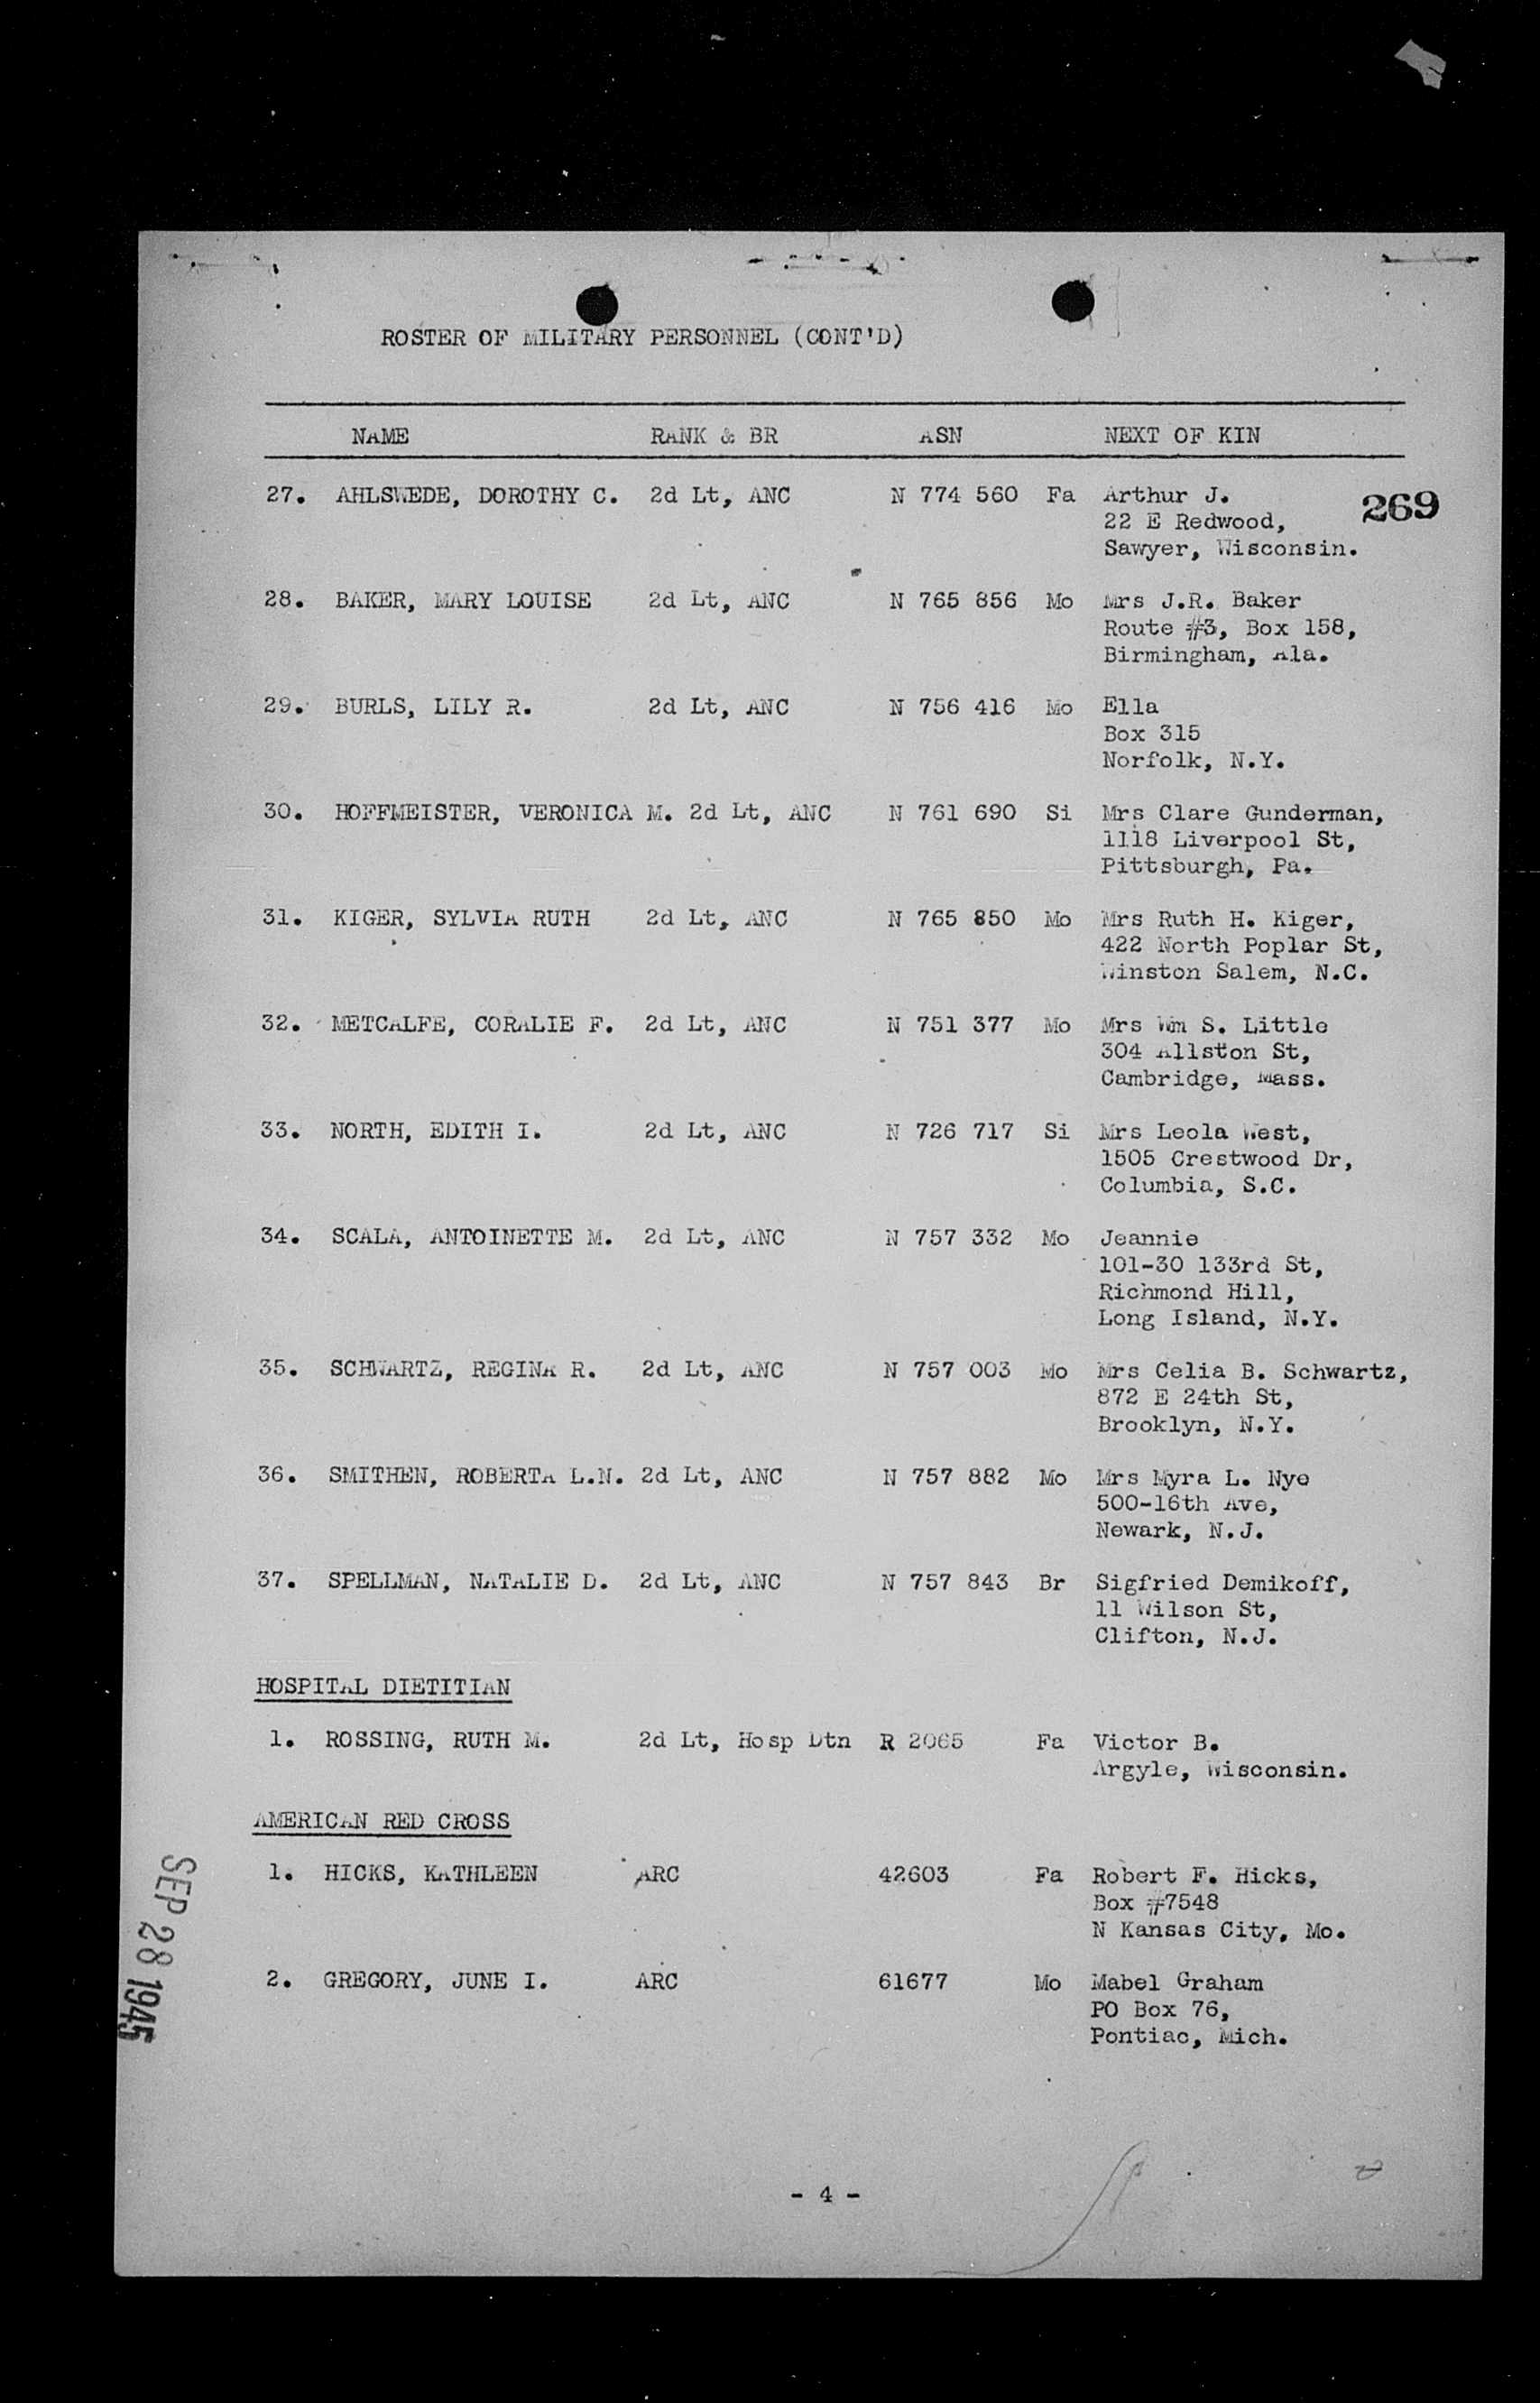 ROSTER OF MILITARY PERSONNEL (CONT'D)
NAME RANK & BR ASN NEXT OF KIN
27. AHLSWEDE, DOROTHY C. 2d Lt, ANC N 774 560 Fa Arthur J. 269
22 E Redwood,
Sawyer, Wisconsin.
28. BAKER, MARY LOUISE 2d Lt, ANC N 765 856 Mo Mrs J.R. Baker
Route #3, Box 158,
Birmingham, Ala.
29. BURLS, LILY R. 2d Lt, ANC N 756 416 Mo Ella
Box 315
Norfolk, N.Y.
30. HOFFMEISTER, VERONICA M. 2d Lt, ANC N 761 690 Si Mrs Clare Gunderman,
1118 Liverpool St,
Pittsburgh, Pa.
31. KIGER, SYLVIA RUTH 2d Lt, ANC N 765 850 Mo Mrs Ruth H. Kiger,
422 North Poplar St,
Winston Salem, N.C.
32. METCALFE, CORALIE F. 2d Lt, ANC N 751 377 Mo Mrs Wm S. Little
304 Allston St,
Cambridge, Mass.
33. NORTH, EDITH I. 2d Lt, ANC N 726 717 Si Mrs Leola West,
1505 Crestwood Dr,
Columbia, S.C.
34. SCALA, ANTOINETTE M. 2d Lt, ANC N 757 332 Mo Jeannie
101-30 133rd St,
Richmond Hill,
Long Island, N.Y.
35. SCHWARTZ, REGINA R. 2d Lt, ANC N 757 003 Mo Mrs Celia B. Schwartz,
872 E 24th St,
Brooklyn, N.Y.
36. SMITHEN, ROBERTA L.N. 2d Lt, ANC N 757 882 Mo Mrs Myra L. Nye
500-16th Ave,
Newark, N.J.
37. SPELLMAN, NATALIE D. 2d Lt, ANC N 757 843 Br Sigfried Demikoff,
11 Wilson St,
Clifton, N.J.
HOSPITAL DIETITIAN
1. ROSSING, RUTH M. 2d Lt, Hosp Dtn R 2065 Fa Victor B.
Argyle, Wisconsin.
AMERICAN RED CROSS
1. HICKS, KATHLEEN ARC 42603 Fa Robert F. Hicks,
Box #7548
N Kansas City, Mo.
2. GREGORY, JUNE I. ARC 61677 Mo Mabel Graham
PO Box 76,
Pontiac, Mich.
SEP 28 1945
- 4 -